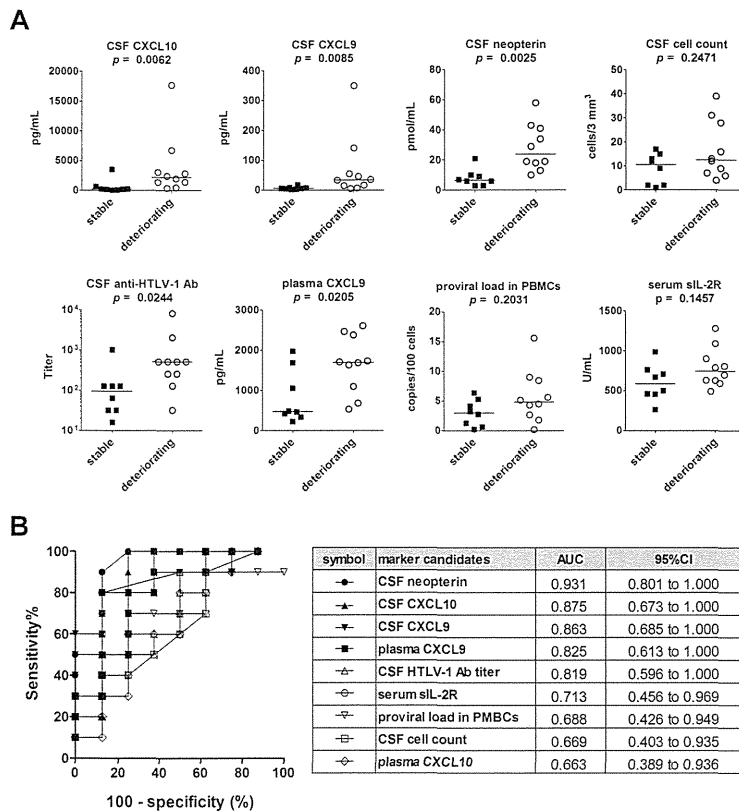 A
CSF CXCL10
p = 0.0062
20000
15000
10000
5000
0
pg/mL
stable
deteriorating
CSF CXCL9
p = 0.0085
400
300
200
100
0
pg/mL
stable
deteriorating
CSF neopterin
p = 0.0025
60
40
20
0
pmol/mL
stable
deteriorating
CSF cell count
p = 0.2471
50
40
30
20
10
0
cells/3 mm³
stable
deteriorating
CSF anti-HTLV-1 Ab
p = 0.0244
10⁴
10³
10²
10¹
Titer
stable
deteriorating
plasma CXCL9
p = 0.0205
3000
2000
1000
0
pg/mL
stable
deteriorating
proviral load in PBMCs
p = 0.2031
20
15
10
5
0
copies/100 cells
stable
deteriorating
serum sIL-2R
p = 0.1457
1500
1000
500
0
U/mL
stable
deteriorating
B
100
80
60
40
20
0
Sensitivity%
0 20 40 60 80 100
100 - specificity (%)
symbol marker candidates AUC 95%CI
CSF neopterin 0.931 0.801 to 1.000
CSF CXCL10 0.875 0.673 to 1.000
CSF CXCL9 0.863 0.685 to 1.000
plasma CXCL9 0.825 0.613 to 1.000
CSF HTLV-1 Ab titer 0.819 0.596 to 1.000
serum sIL-2R 0.713 0.456 to 0.969
proviral load in PMBCs 0.688 0.426 to 0.949
CSF cell count 0.669 0.403 to 0.935
plasma CXCL10 0.663 0.389 to 0.936